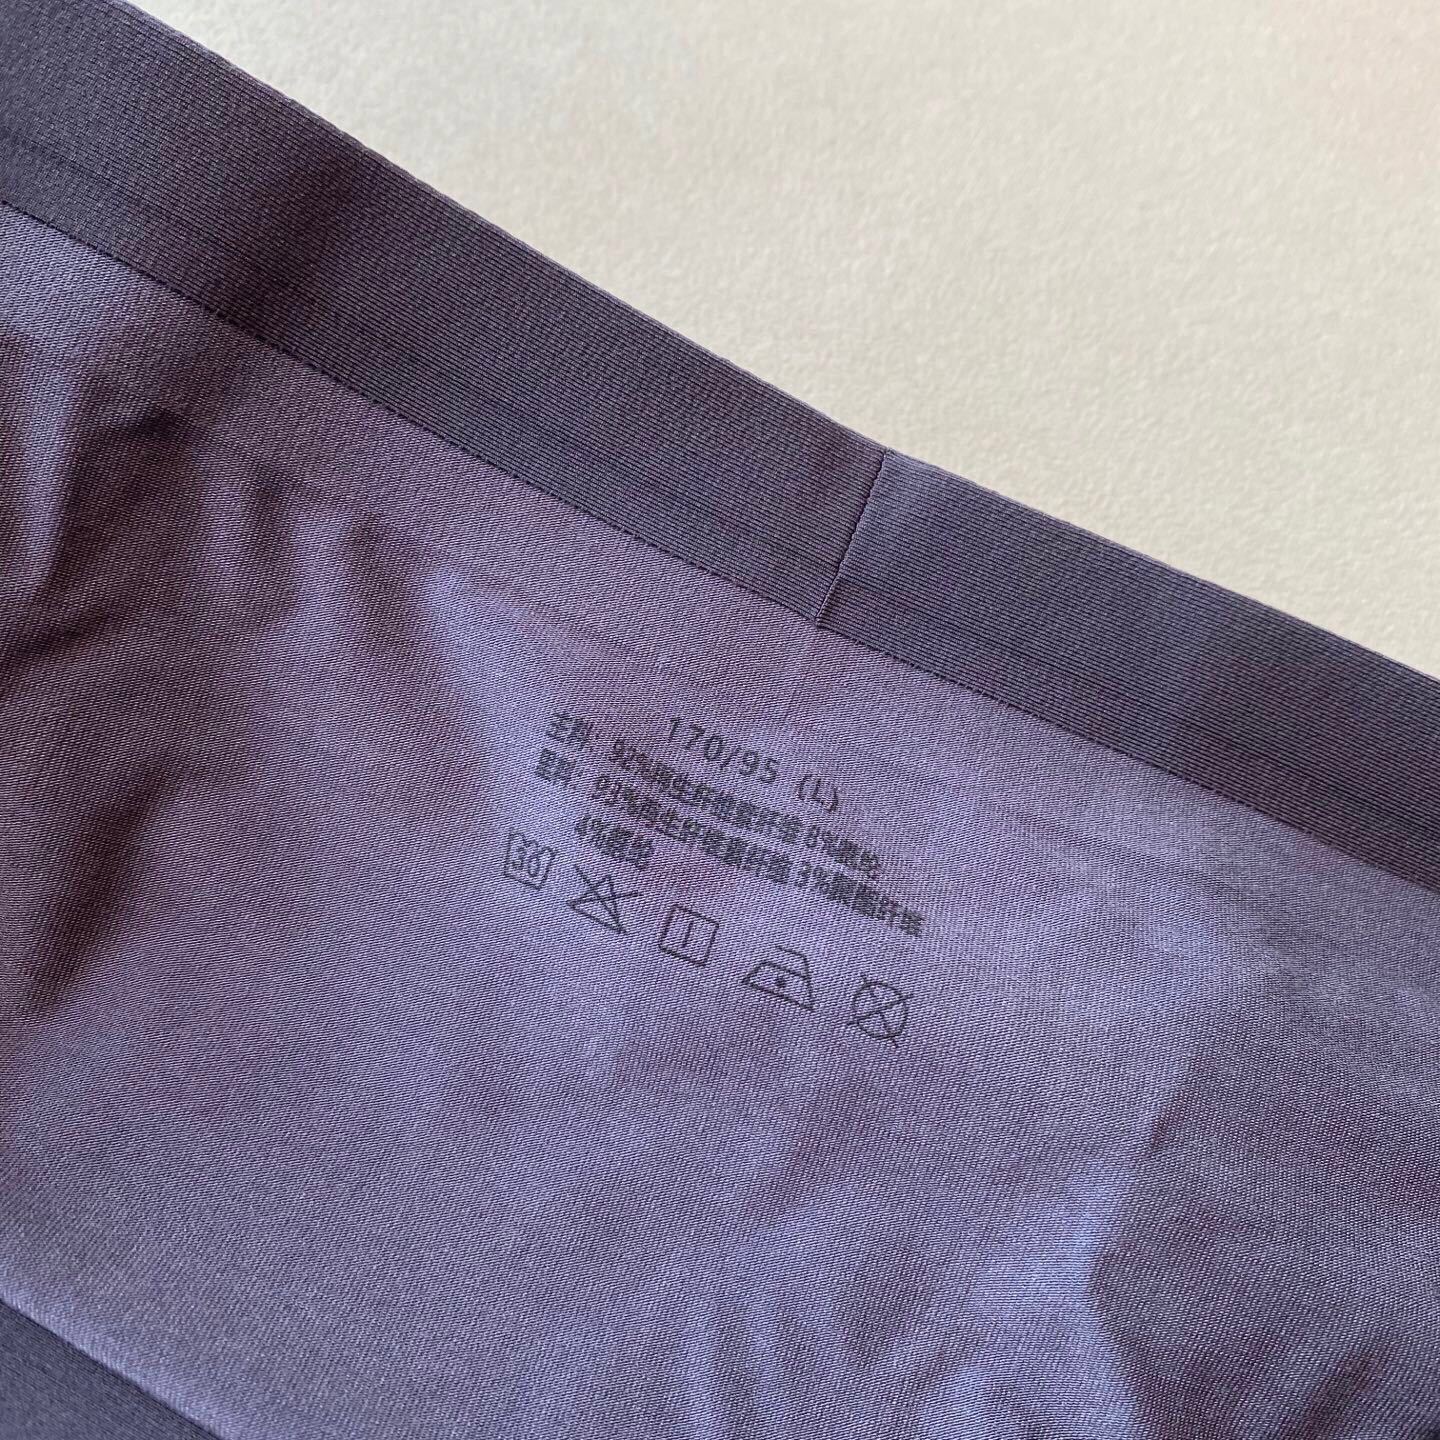 170/95 (L)
主料: 92%再生纤维素纤维 8%氨纶
里料: 93%再生纤维素纤维 3%聚酯纤维
4%氨纶
30